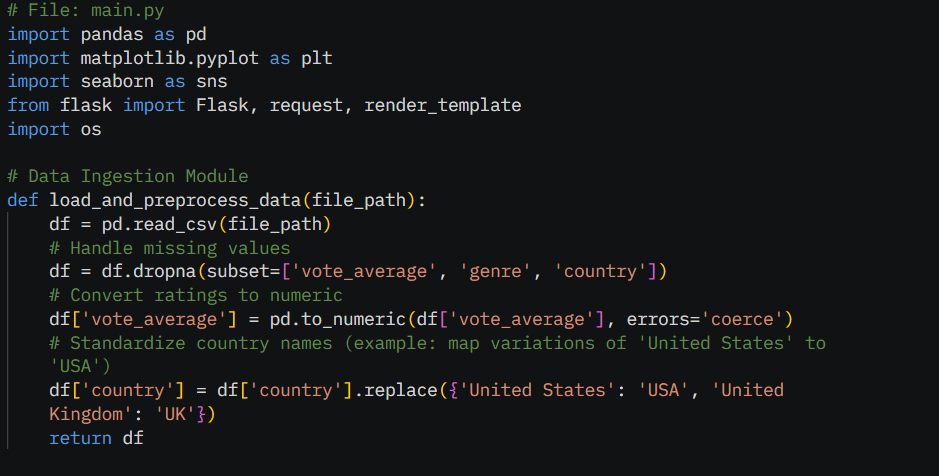 # File: main.py
import pandas as pd
import matplotlib.pyplot as plt
import seaborn as sns
from flask import Flask, request, render_template
import os

# Data Ingestion Module
def load_and_preprocess_data(file_path):
    df = pd.read_csv(file_path)
    # Handle missing values
    df = df.dropna(subset=['vote_average', 'genre', 'country'])
    # Convert ratings to numeric
    df['vote_average'] = pd.to_numeric(df['vote_average'], errors='coerce')
    # Standardize country names (example: map variations of 'United States' to
    'USA')
    df['country'] = df['country'].replace({'United States': 'USA', 'United
    Kingdom': 'UK'})
    return df